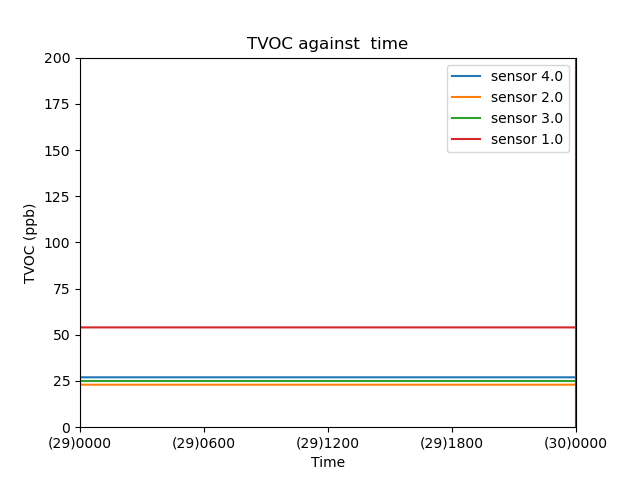 TVOC against  time
TVOC (ppb)
200
175
150
125
100
75
50
25
0
sensor 4.0
sensor 2.0
sensor 3.0
sensor 1.0
(29)0000 (29)0600 (29)1200 (29)1800 (30)0000
Time